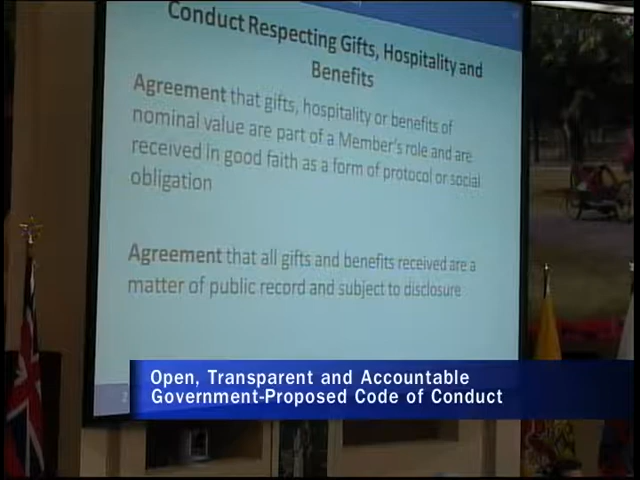 Conduct Respecting Gifts, Hospitality and
Benefits
Agreement that gifts, hospitality or benefits of
nominal value are part of a Member's role and are
received in good faith as a form of protocol or social
obligation
Agreement that all gifts and benefits received are a
matter of public record and subject to disclosure
Open, Transparent and Accountable
Government-Proposed Code of Conduct